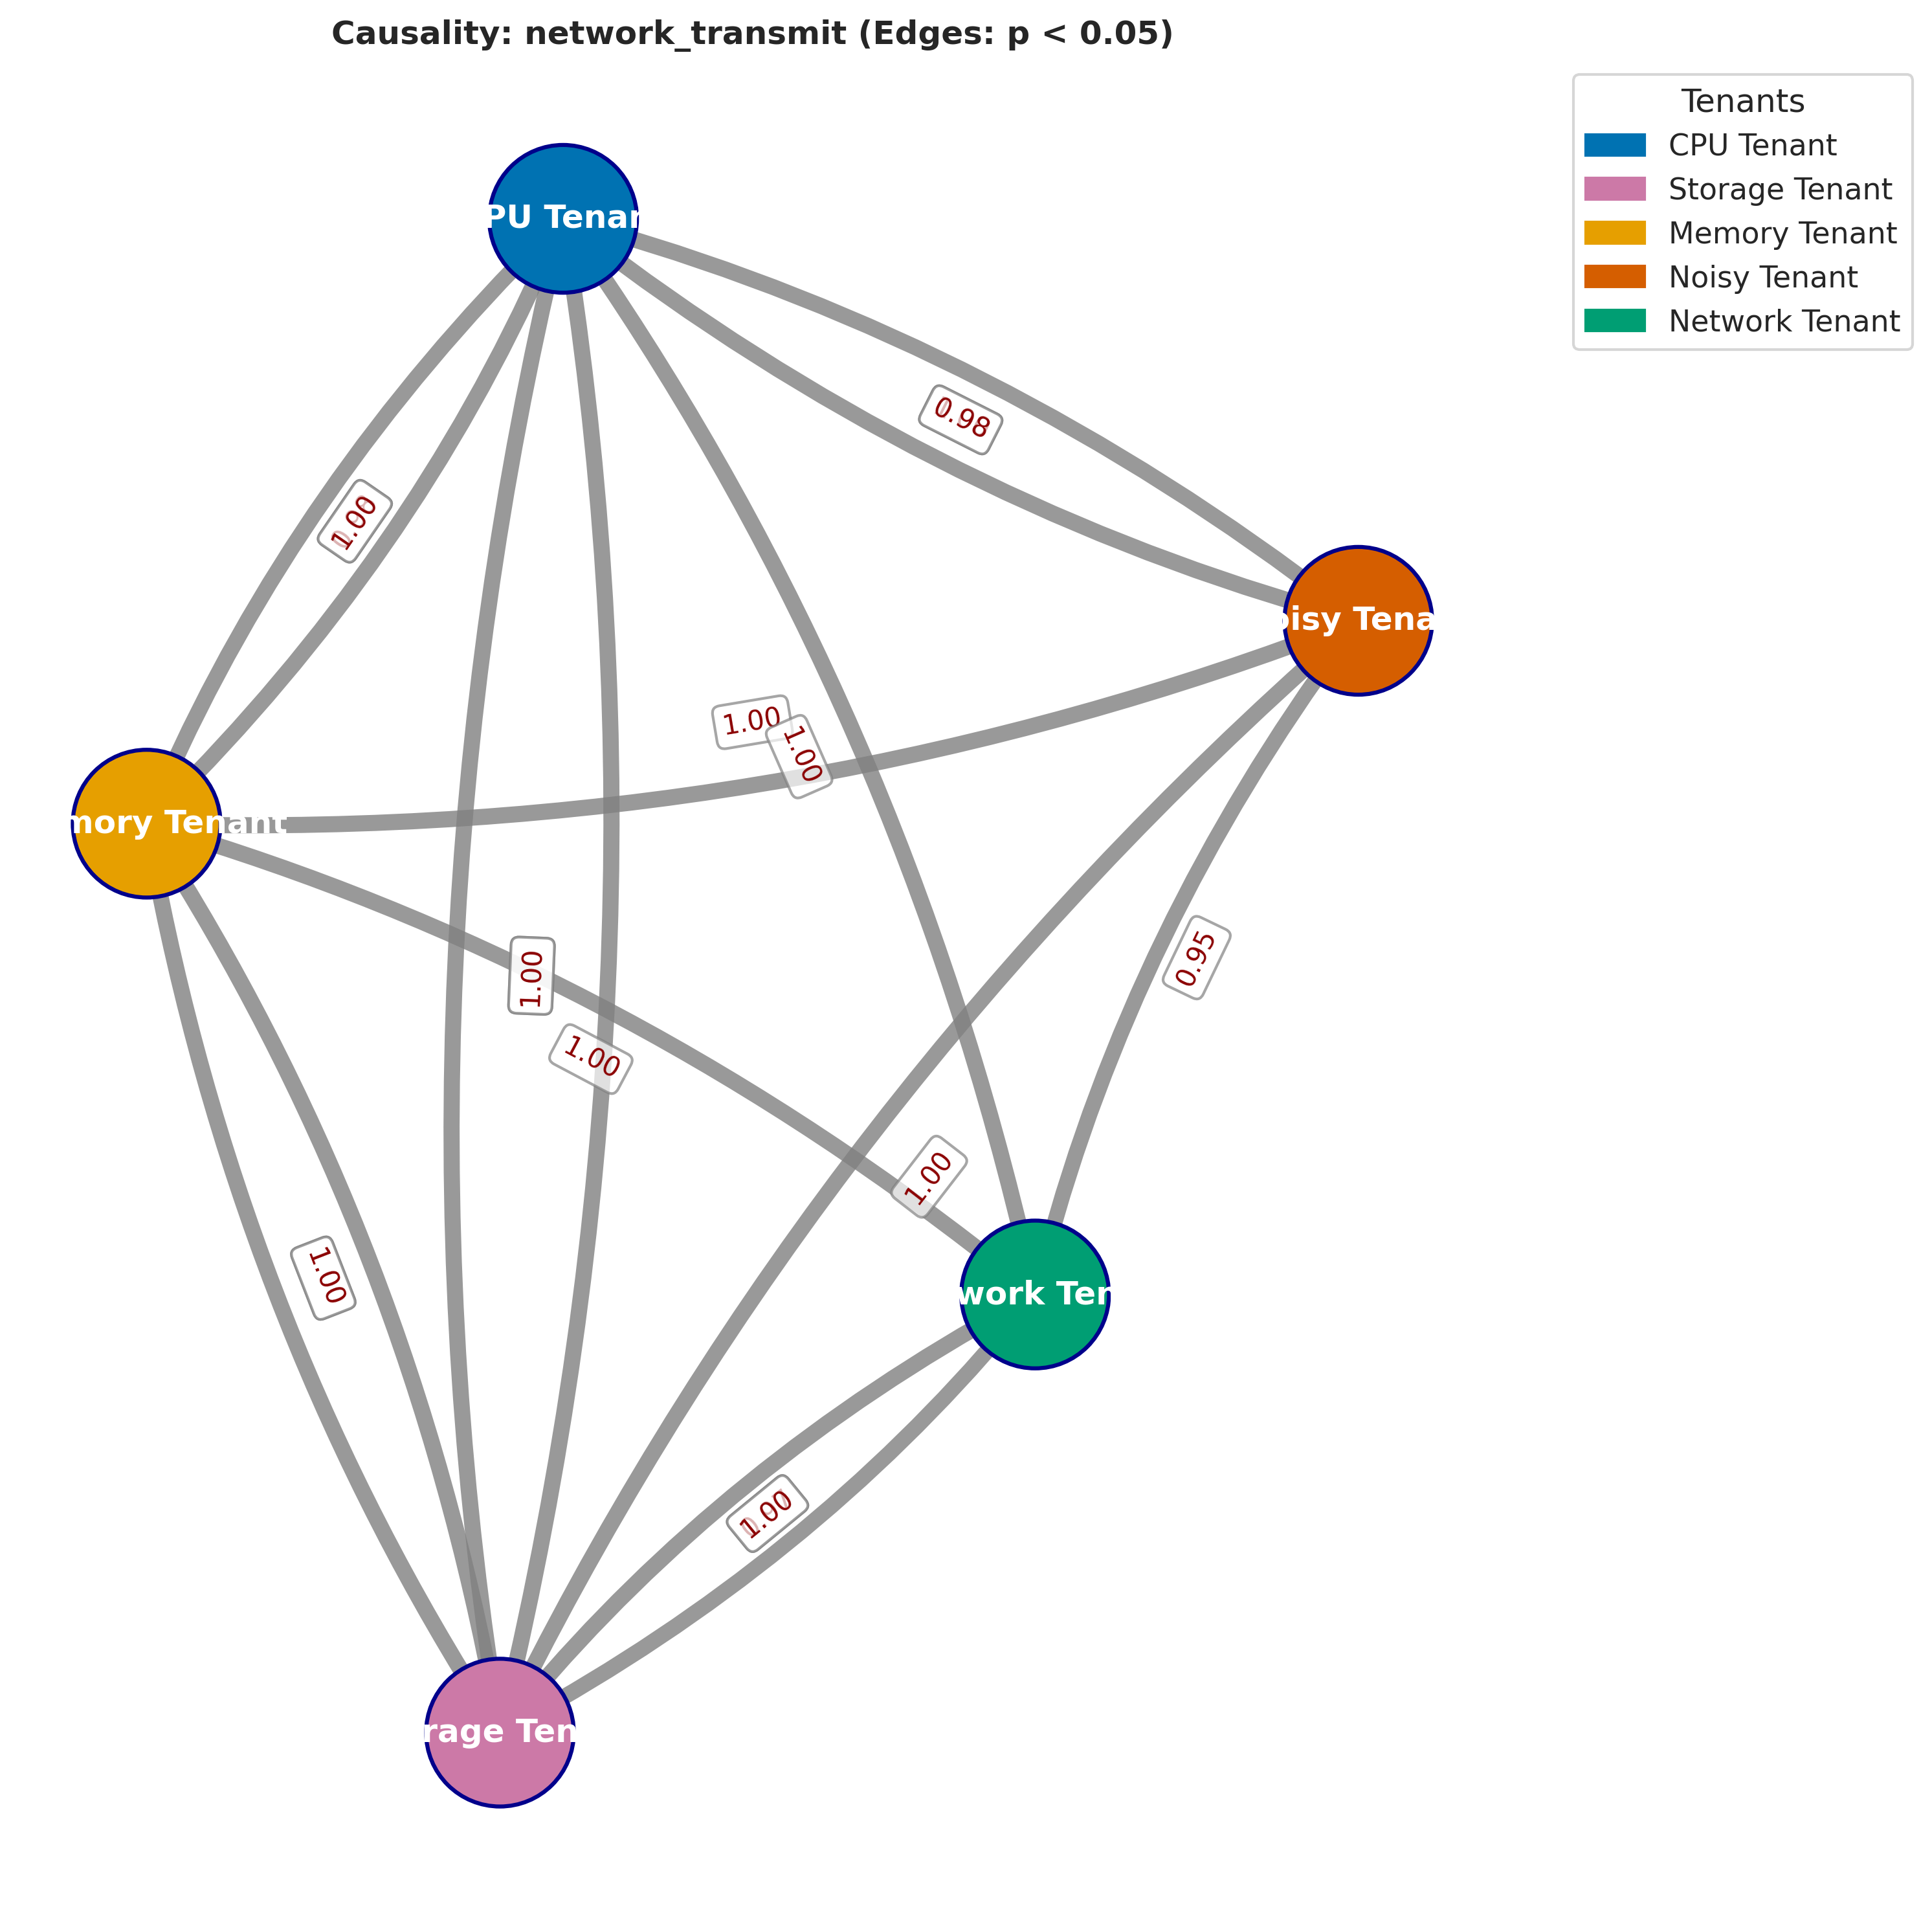 Causality: network_transmit (Edges: p < 0.05)
Tenants
CPU Tenant
Storage Tenant
Memory Tenant
Noisy Tenant
Network Tenant
PU Tenan
0.98
1.00
oisy Tena
1.00
1.00
mory Tenant
0.95
1.00
1.00
1.00
1.00
work Ten
1.00
rage Ten